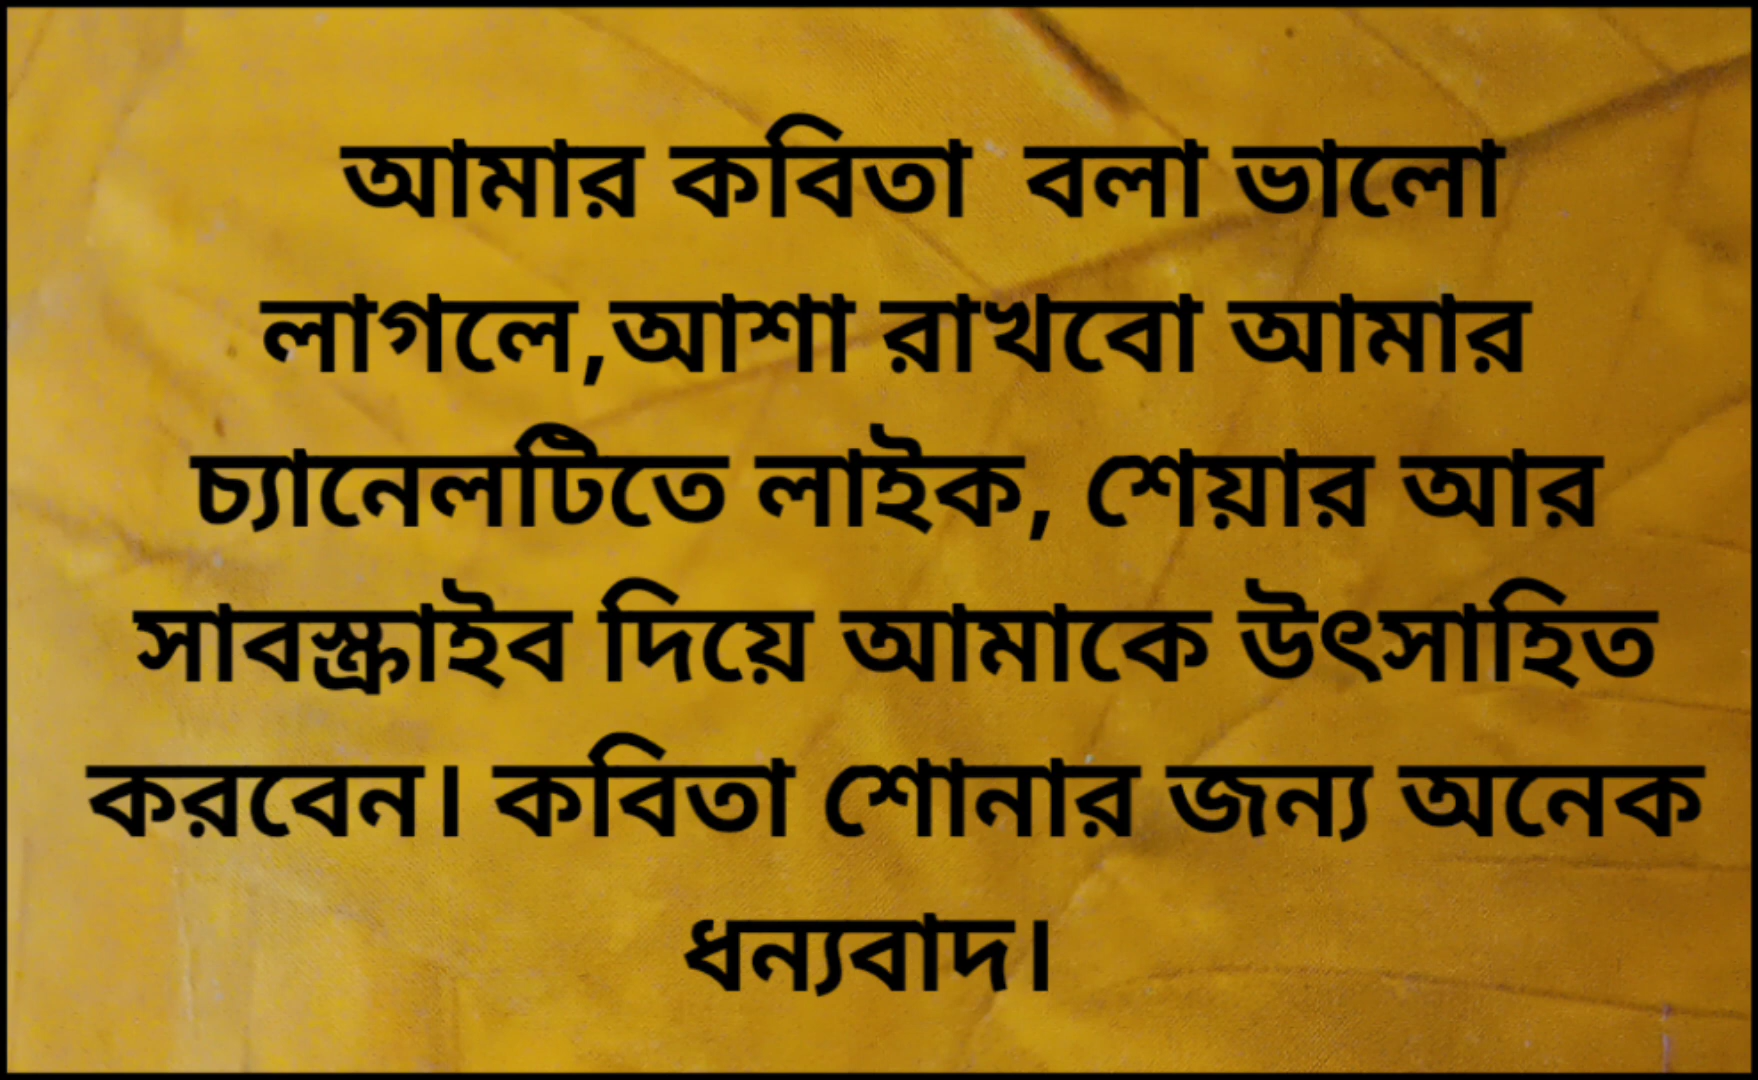 আমার কবিতা  বলা ভালো
লাগলে,আশা রাখবো আমার
চ্যানেলটিতে লাইক, শেয়ার আর
সাবস্ক্রাইব দিয়ে আমাকে উৎসাহিত
করবেন। কবিতা শোনার জন্য অনেক
ধন্যবাদ।